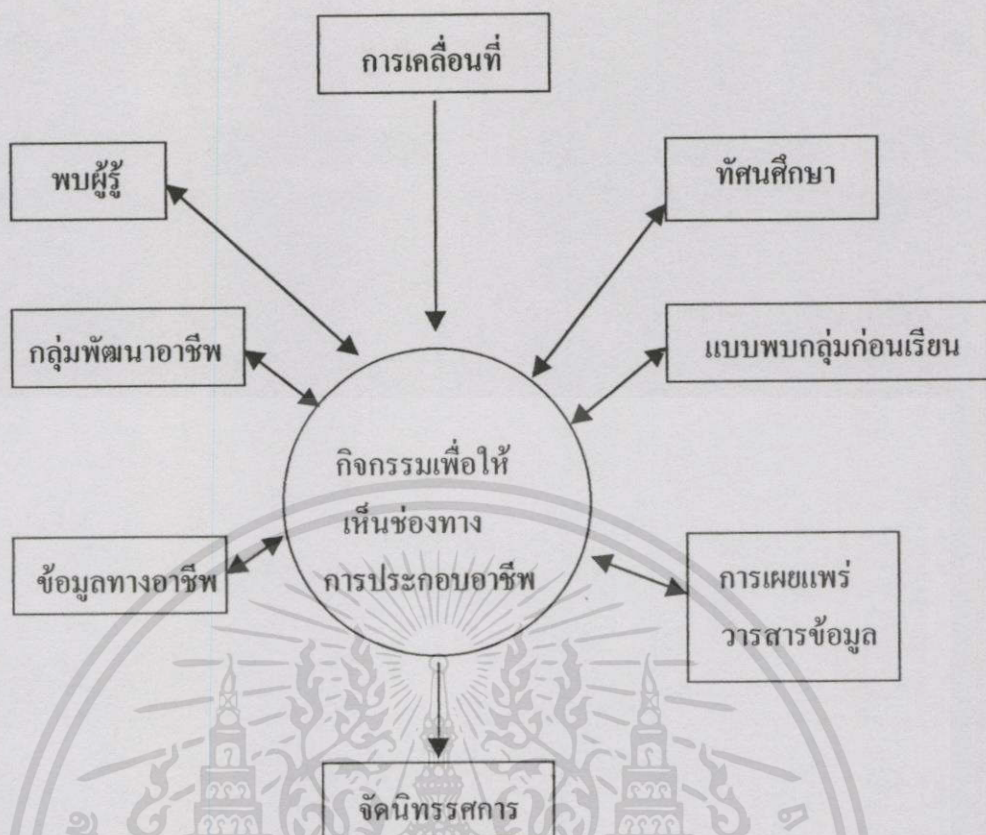 การเคลื่อนที่
พบผู้รู้
ทัศนศึกษา
กลุ่มพัฒนาอาชีพ
แบบพบกลุ่มก่อนเรียน
กิจกรรมเพื่อให้
เห็นช่องทาง
การประกอบอาชีพ
ข้อมูลทางอาชีพ
การเผยแพร่
วารสารข้อมูล
จัดนิทรรศการ